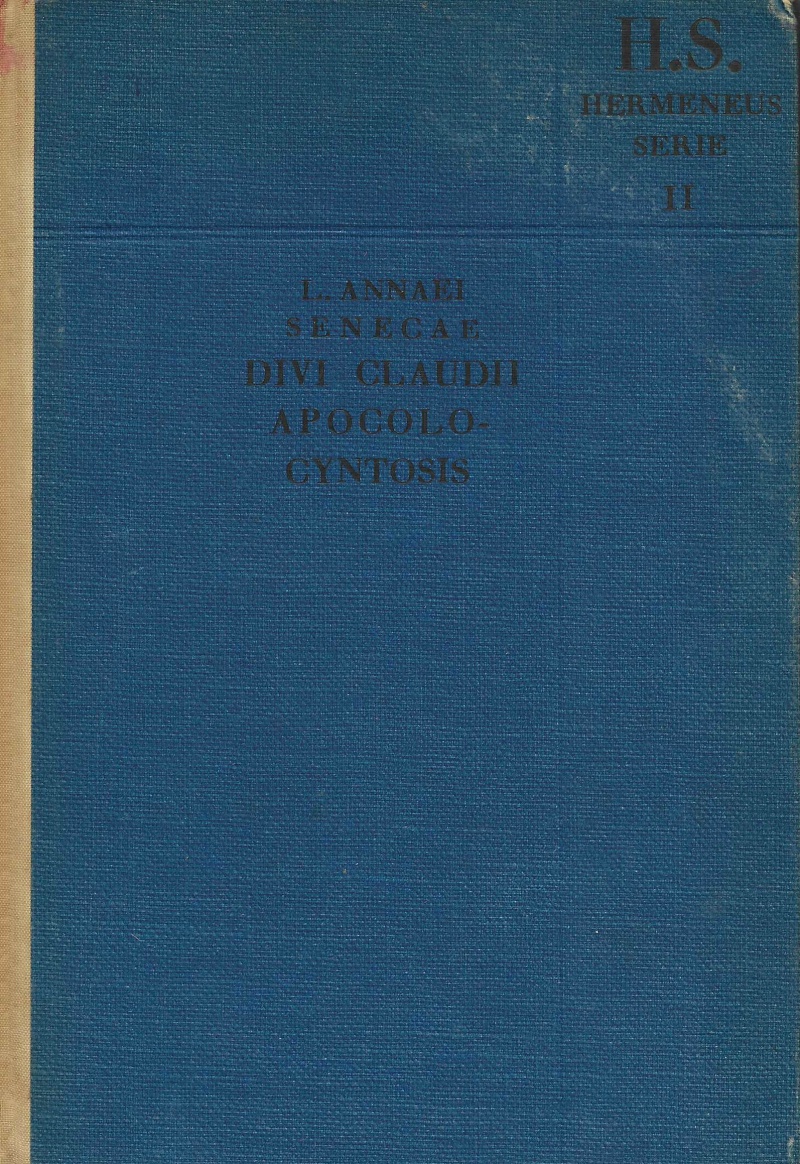 H.S.
HERMENEUS
SERIE
II
L. ANNAEI
SENECAE
DIVI CLAUDII
APOCOLO-
CYNTOSIS